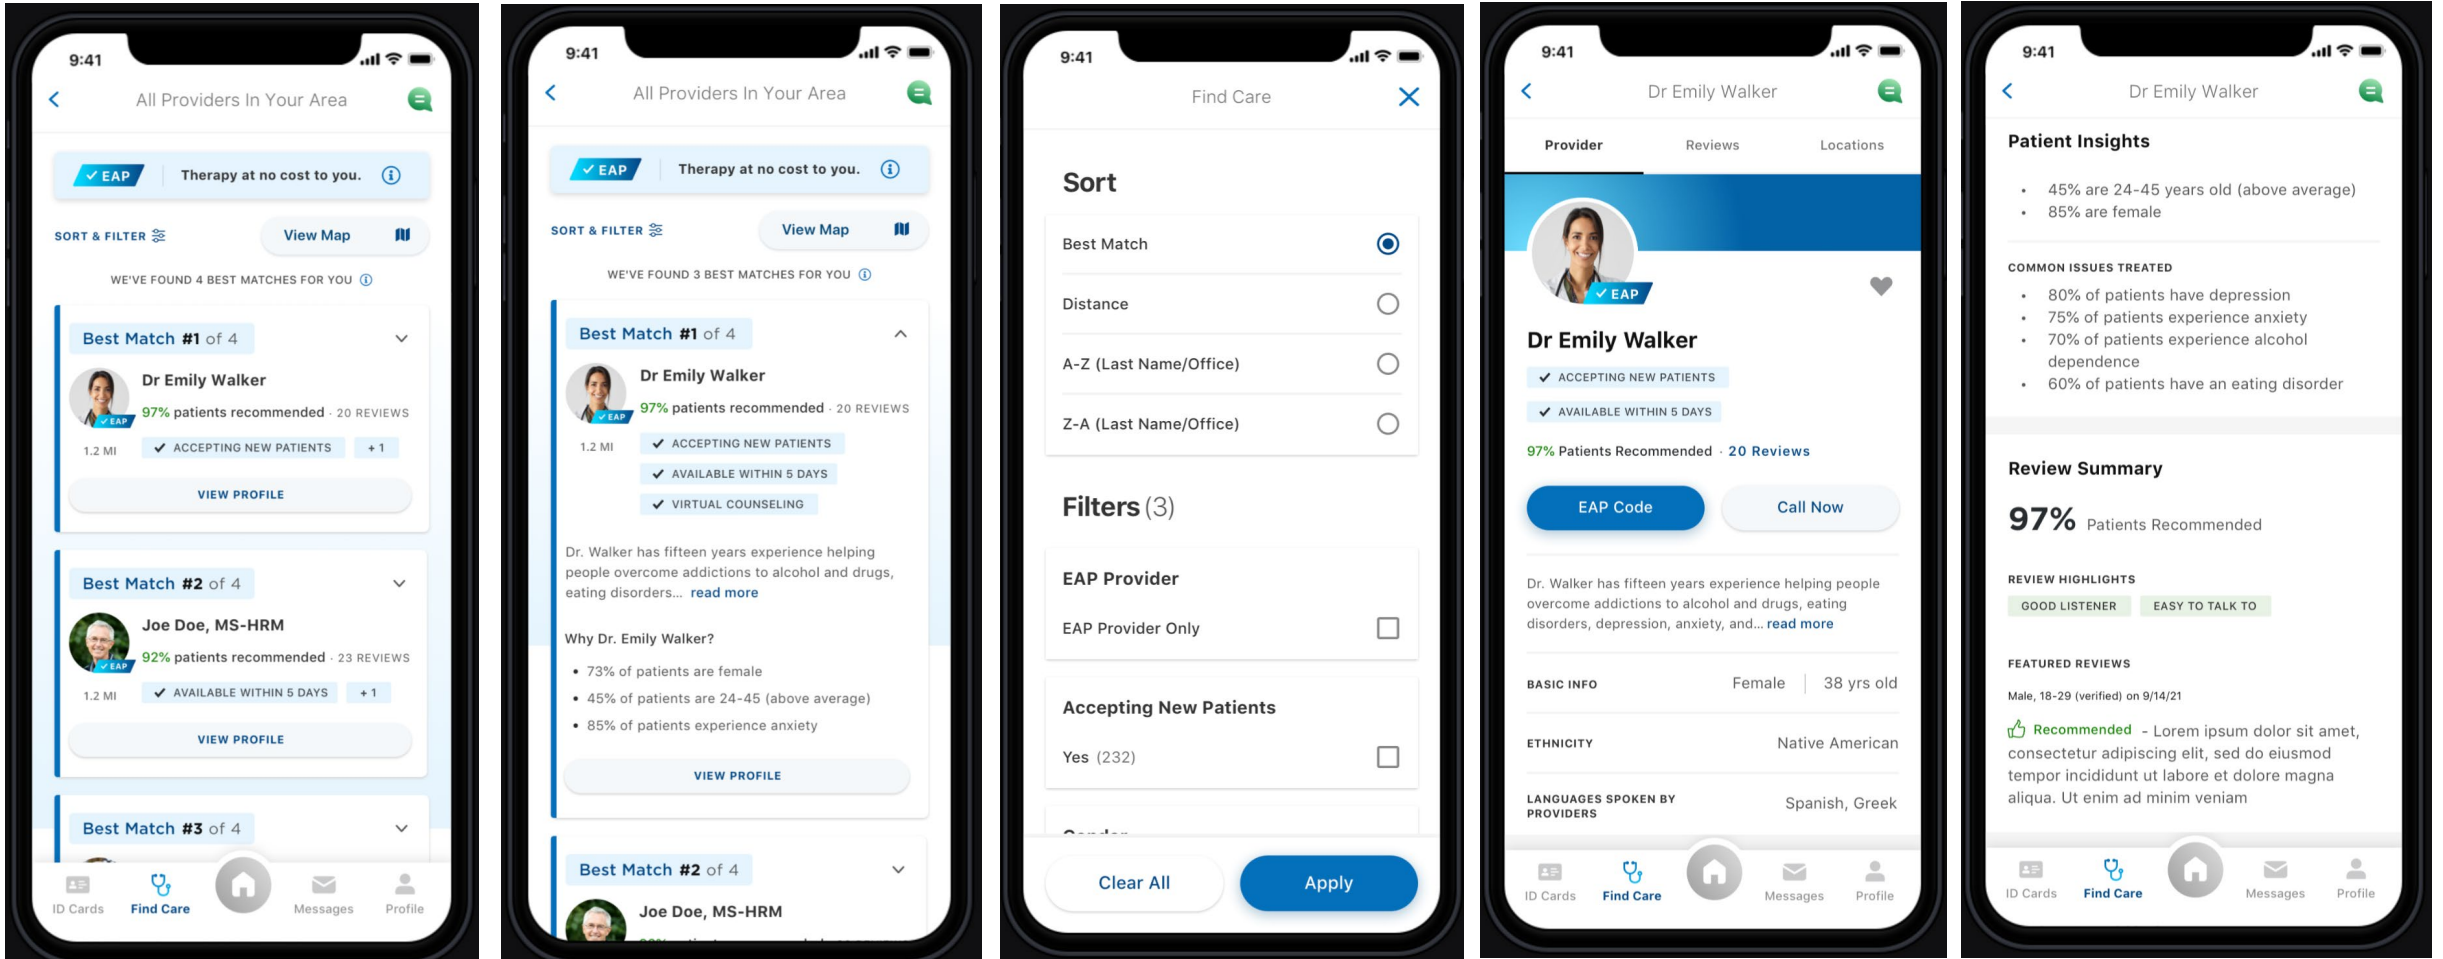 9:41
All Providers In Your Area
EAP
Therapy at no cost to you.
SORT & FILTER
View Map
WE'VE FOUND 4 BEST MATCHES FOR YOU
Best Match #1 of 4
Dr Emily Walker
97% patients recommended · 20 REVIEWS
EAP
1.2 MI
ACCEPTING NEW PATIENTS
+ 1
VIEW PROFILE
Best Match #2 of 4
Joe Doe, MS-HRM
92% patients recommended · 23 REVIEWS
EAP
1.2 MI
AVAILABLE WITHIN 5 DAYS
+ 1
VIEW PROFILE
Best Match #3 of 4
ID Cards
Find Care
Messages
Profile
9:41
All Providers In Your Area
EAP
Therapy at no cost to you.
SORT & FILTER
View Map
WE'VE FOUND 3 BEST MATCHES FOR YOU
Best Match #1 of 4
Dr Emily Walker
97% patients recommended · 20 REVIEWS
EAP
1.2 MI
ACCEPTING NEW PATIENTS
AVAILABLE WITHIN 5 DAYS
VIRTUAL COUNSELING
Dr. Walker has fifteen years experience helping
people overcome addictions to alcohol and drugs,
eating disorders... read more
Why Dr. Emily Walker?
• 73% of patients are female
• 45% of patients are 24-45 (above average)
• 85% of patients experience anxiety
VIEW PROFILE
Best Match #2 of 4
Joe Doe, MS-HRM
9:41
Find Care
Sort
Best Match
Distance
A-Z (Last Name/Office)
Z-A (Last Name/Office)
Filters (3)
EAP Provider
EAP Provider Only
Accepting New Patients
Yes (232)
Clear All
Apply
9:41
Dr Emily Walker
Provider
Reviews
Locations
EAP
Dr Emily Walker
ACCEPTING NEW PATIENTS
AVAILABLE WITHIN 5 DAYS
97% Patients Recommended · 20 Reviews
EAP Code
Call Now
Dr. Walker has fifteen years experience helping people
overcome addictions to alcohol and drugs, eating
disorders, depression, anxiety, and... read more
BASIC INFO
Female
38 yrs old
ETHNICITY
Native American
LANGUAGES SPOKEN BY
PROVIDERS
Spanish, Greek
ID Cards
Find Care
Messages
Profile
9:41
Dr Emily Walker
Patient Insights
• 45% are 24-45 years old (above average)
• 85% are female
COMMON ISSUES TREATED
• 80% of patients have depression
• 75% of patients experience anxiety
• 70% of patients experience alcohol
dependence
• 60% of patients have an eating disorder
Review Summary
97% Patients Recommended
REVIEW HIGHLIGHTS
GOOD LISTENER
EASY TO TALK TO
FEATURED REVIEWS
Male, 18-29 (verified) on 9/14/21
Recommended - Lorem ipsum dolor sit amet,
consectetur adipiscing elit, sed do eiusmod
tempor incididunt ut labore et dolore magna
aliqua. Ut enim ad minim veniam
ID Cards
Find Care
Messages
Profile